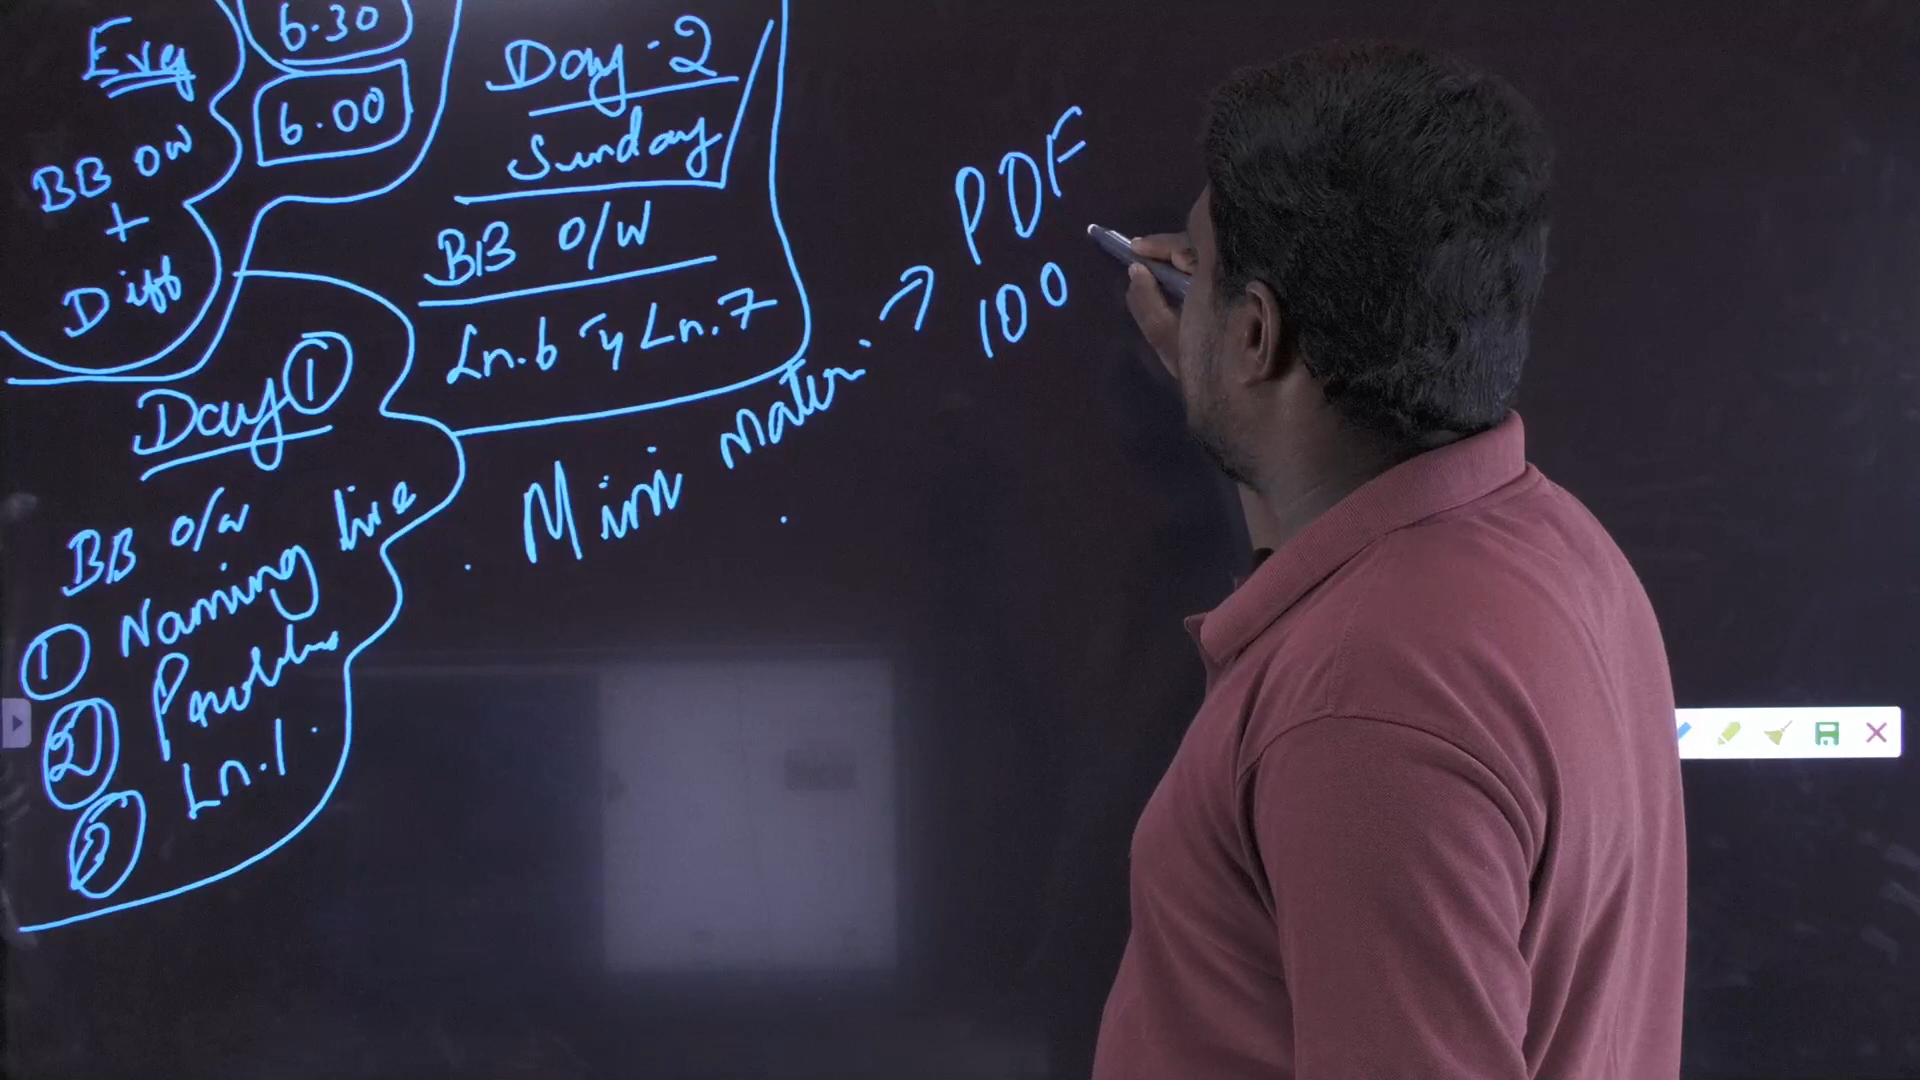 Evg
BB OW
+
Diff
6.30
6.00
Day-2
Sunday
BB O/W
Ln.6 Ln.7
Day 1
BB O/W
① Naming live
②
③ Ln.1.
Mini mater. → PDF
100